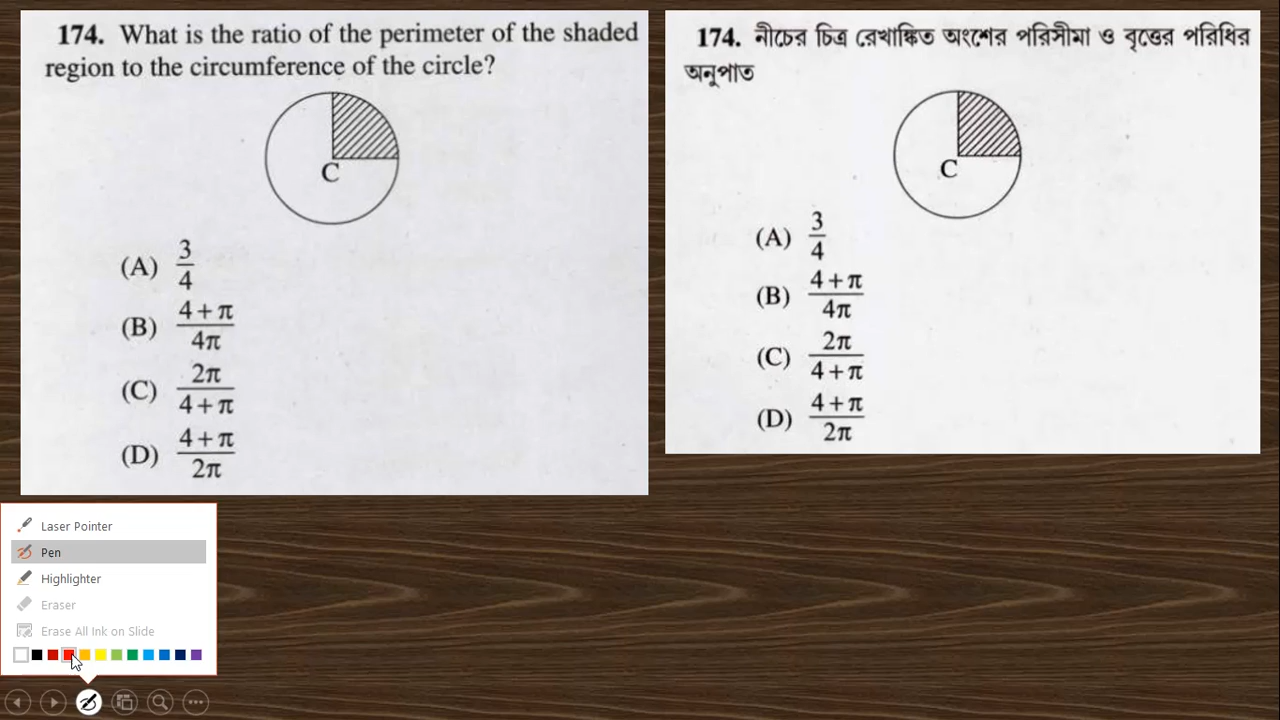 174. What is the ratio of the perimeter of the shaded
region to the circumference of the circle?
C
(A) 3/4
(B) 4+π/4π
(C) 2π/4+π
(D) 4+π/2π
174. নীচের চিত্র রেখাঙ্কিত অংশের পরিসীমা ও বৃত্তের পরিধির
অনুপাত
C
(A) 3/4
(B) 4+π/4π
(C) 2π/4+π
(D) 4+π/2π
Laser Pointer
Pen
Highlighter
Eraser
Erase All Ink on Slide